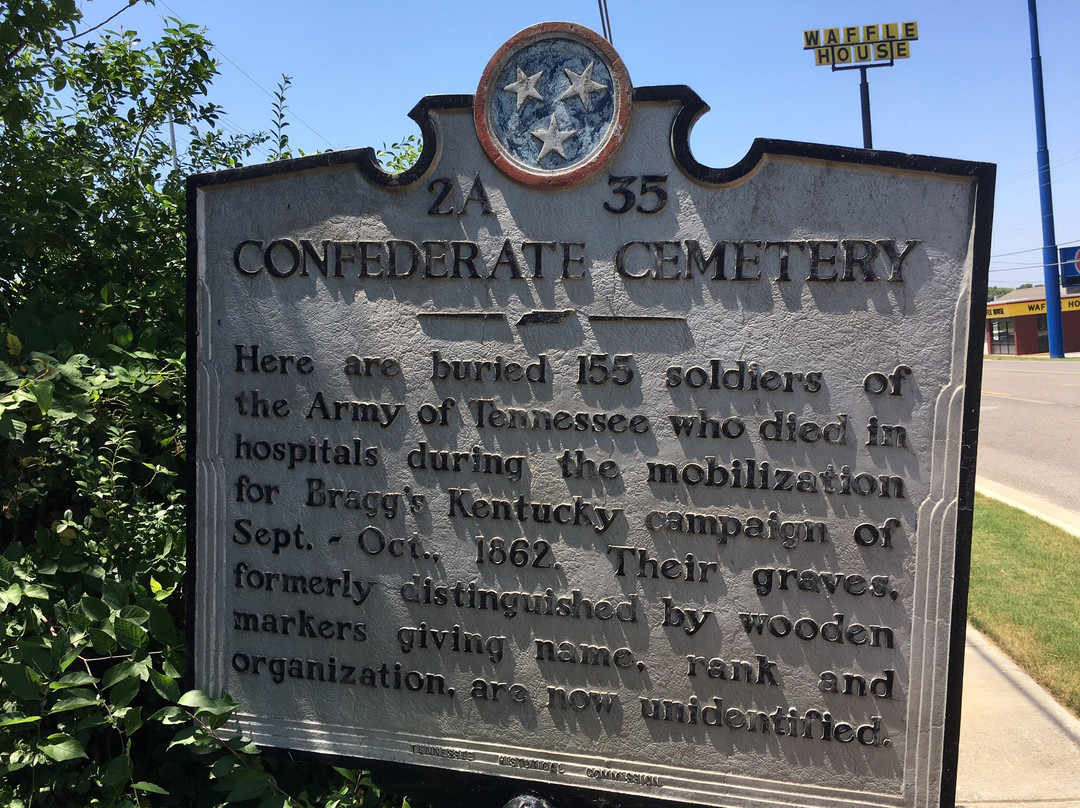 WAFFLE
HOUSE
2A 35
CONFEDERATE CEMETERY
Here are buried 155 soldiers of
the Army of Tennessee who died in
hospitals during the mobilization
for Bragg's Kentucky campaign of
Sept. - Oct., 1862. Their graves,
formerly distinguished by wooden
markers giving name, rank and
organization, are now unidentified.
TENNESSEE HISTORICAL COMMISSION